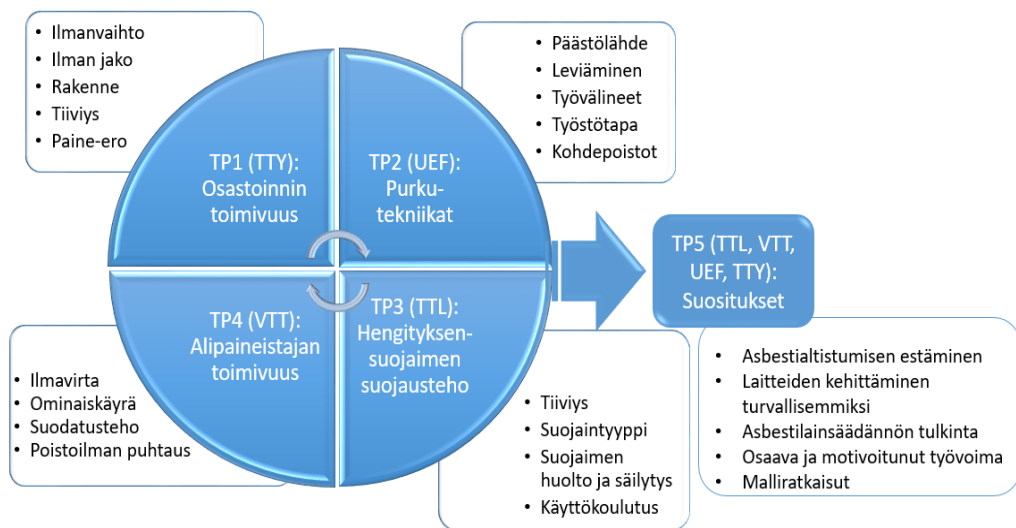 • Ilmanvaihto
• Ilman jako
• Rakenne
• Tiiviys
• Paine-ero
TP1 (TTY):
Osastoinnin
toimivuus
• Päästölähde
• Leviäminen
• Työvälineet
• Työstötapa
• Kohdepoistot
TP2 (UEF):
Purku-
tekniikat
TP4 (VTT):
Alipaineistajan
toimivuus
• Ilmavirta
• Ominaiskäyrä
• Suodatusteho
• Poistoilman puhtaus
TP3 (TTL):
Hengityksen-
suojaimen
suojausteho
• Tiiviys
• Suojaintyyppi
• Suojaimen
huolto ja säilytys
• Käyttökoulutus
TP5 (TTL, VTT,
UEF, TTY):
Suositukset
• Asbestialtistumisen estäminen
• Laitteiden kehittäminen
turvallisemmiksi
• Asbestilainsäädännön tulkinta
• Osaava ja motivoitunut työvoima
• Malliratkaisut